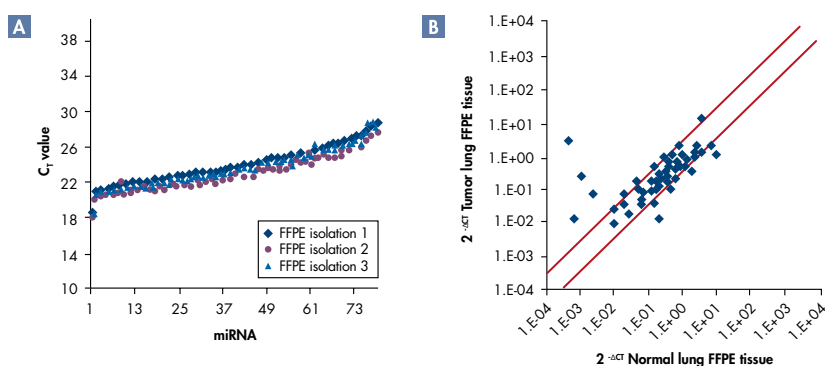 A
C_T value
38
34
30
26
22
18
14
10
1 13 25 37 49 61 73
miRNA
FFPE isolation 1
FFPE isolation 2
FFPE isolation 3
B
2^-ΔCT Tumor lung FFPE tissue
1.E+04
1.E+03
1.E+02
1.E+01
1.E+00
1.E-01
1.E-02
1.E-03
1.E-04
1.E-04 1.E-03 1.E-02 1.E-01 1.E+00 1.E+01 1.E+02 1.E+03 1.E+04
2^-ΔCT Normal lung FFPE tissue